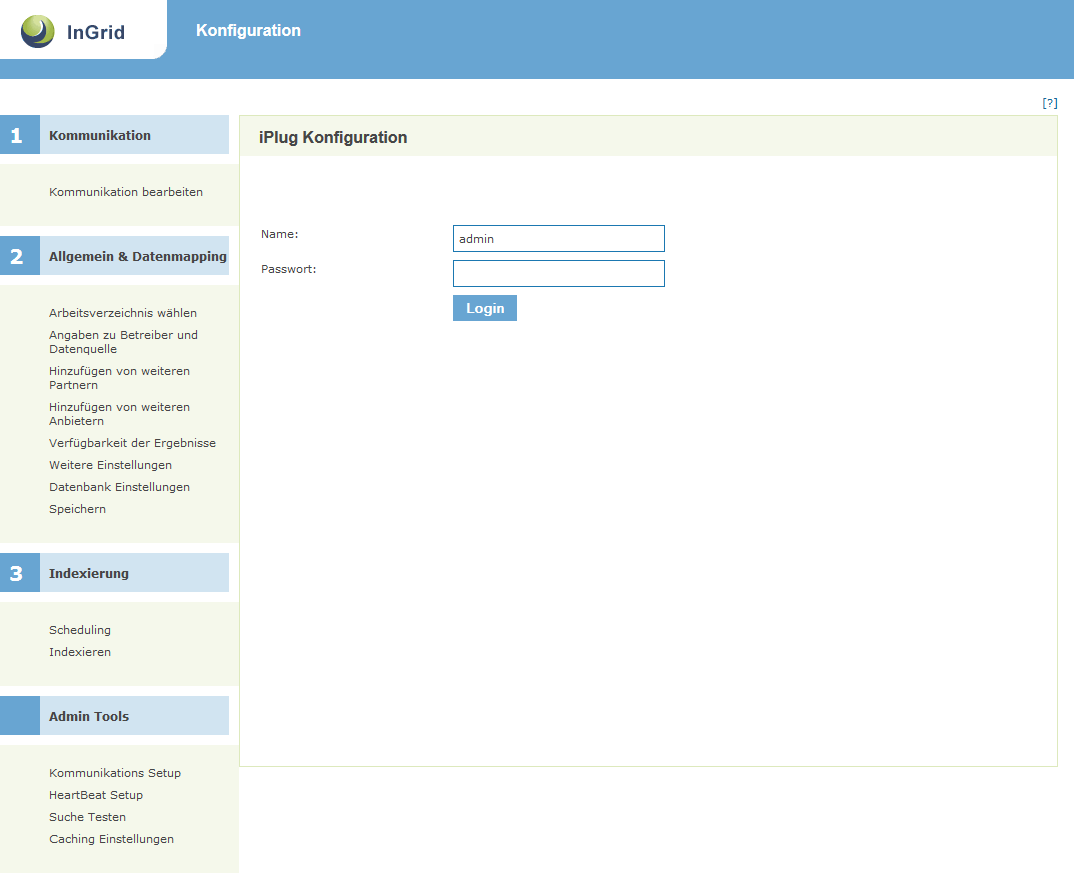 InGrid
Konfiguration
[?]
1 Kommunikation
Kommunikation bearbeiten
2 Allgemein & Datenmapping
Arbeitsverzeichnis wählen
Angaben zu Betreiber und
Datenquelle
Hinzufügen von weiteren
Partnern
Hinzufügen von weiteren
Anbietern
Verfügbarkeit der Ergebnisse
Weitere Einstellungen
Datenbank Einstellungen
Speichern
3 Indexierung
Scheduling
Indexieren
Admin Tools
Kommunikations Setup
HeartBeat Setup
Suche Testen
Caching Einstellungen
iPlug Konfiguration
Name: admin
Passwort:
Login